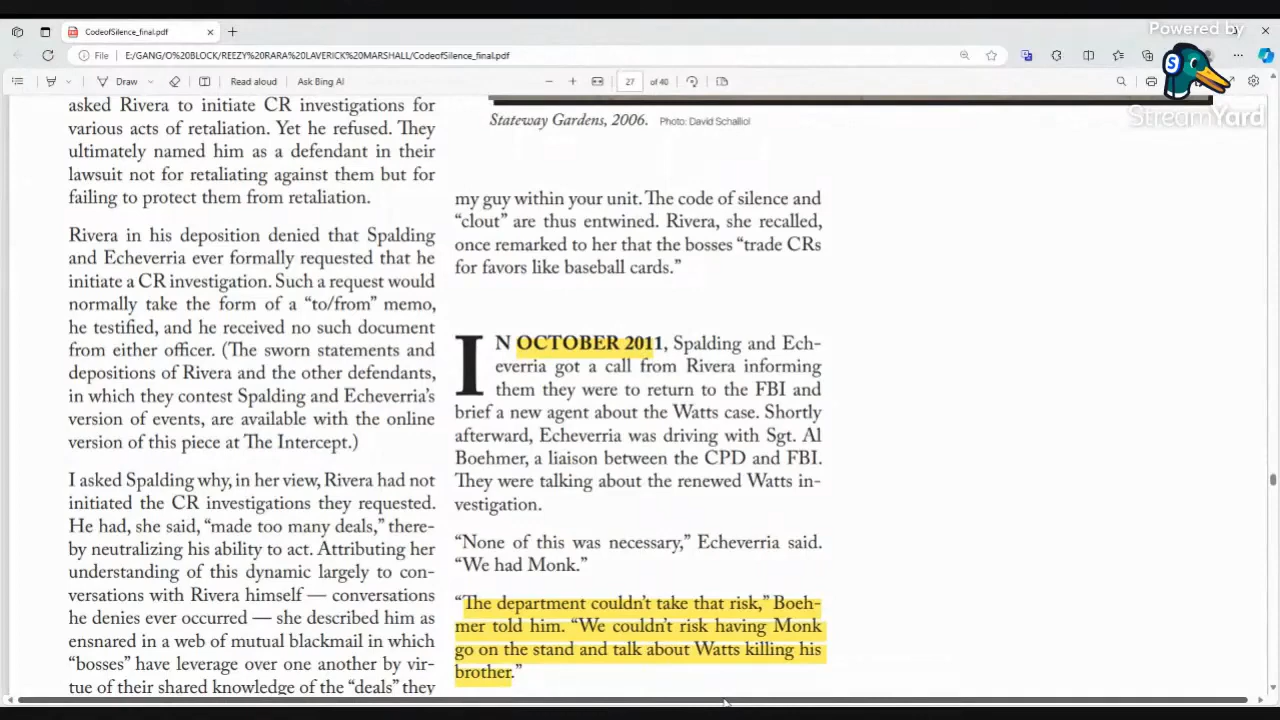 Powered by
StreamYard
CodeofSilence_final.pdf
File
E:/GANG/O%20BLOCK/REEZY%20RARA%20LAVERICK%20MARSHALL/CodeofSilence_final.pdf
Draw
Read aloud
Ask Bing AI
27
of 40
asked Rivera to initiate CR investigations for
various acts of retaliation. Yet he refused. They
ultimately named him as a defendant in their
lawsuit not for retaliating against them but for
failing to protect them from retaliation.
Rivera in his deposition denied that Spalding
and Echeverria ever formally requested that he
initiate a CR investigation. Such a request would
normally take the form of a “to/from” memo,
he testified, and he received no such document
from either officer. (The sworn statements and
depositions of Rivera and the other defendants,
in which they contest Spalding and Echeverria’s
version of events, are available with the online
version of this piece at The Intercept.)
I asked Spalding why, in her view, Rivera had not
initiated the CR investigations they requested.
He had, she said, “made too many deals,” there-
by neutralizing his ability to act. Attributing her
understanding of this dynamic largely to con-
versations with Rivera himself — conversations
he denies ever occurred — she described him as
ensnared in a web of mutual blackmail in which
“bosses” have leverage over one another by vir-
tue of their shared knowledge of the “deals” they
Stateway Gardens, 2006. Photo: David Schalliol
my guy within your unit. The code of silence and
“clout” are thus entwined. Rivera, she recalled,
once remarked to her that the bosses “trade CRs
for favors like baseball cards.”
IN OCTOBER 2011, Spalding and Ech-
everria got a call from Rivera informing
them they were to return to the FBI and
brief a new agent about the Watts case. Shortly
afterward, Echeverria was driving with Sgt. Al
Boehmer, a liaison between the CPD and FBI.
They were talking about the renewed Watts in-
vestigation.
“None of this was necessary,” Echeverria said.
“We had Monk.”
“The department couldn’t take that risk,” Boeh-
mer told him. “We couldn’t risk having Monk
go on the stand and talk about Watts killing his
brother.”